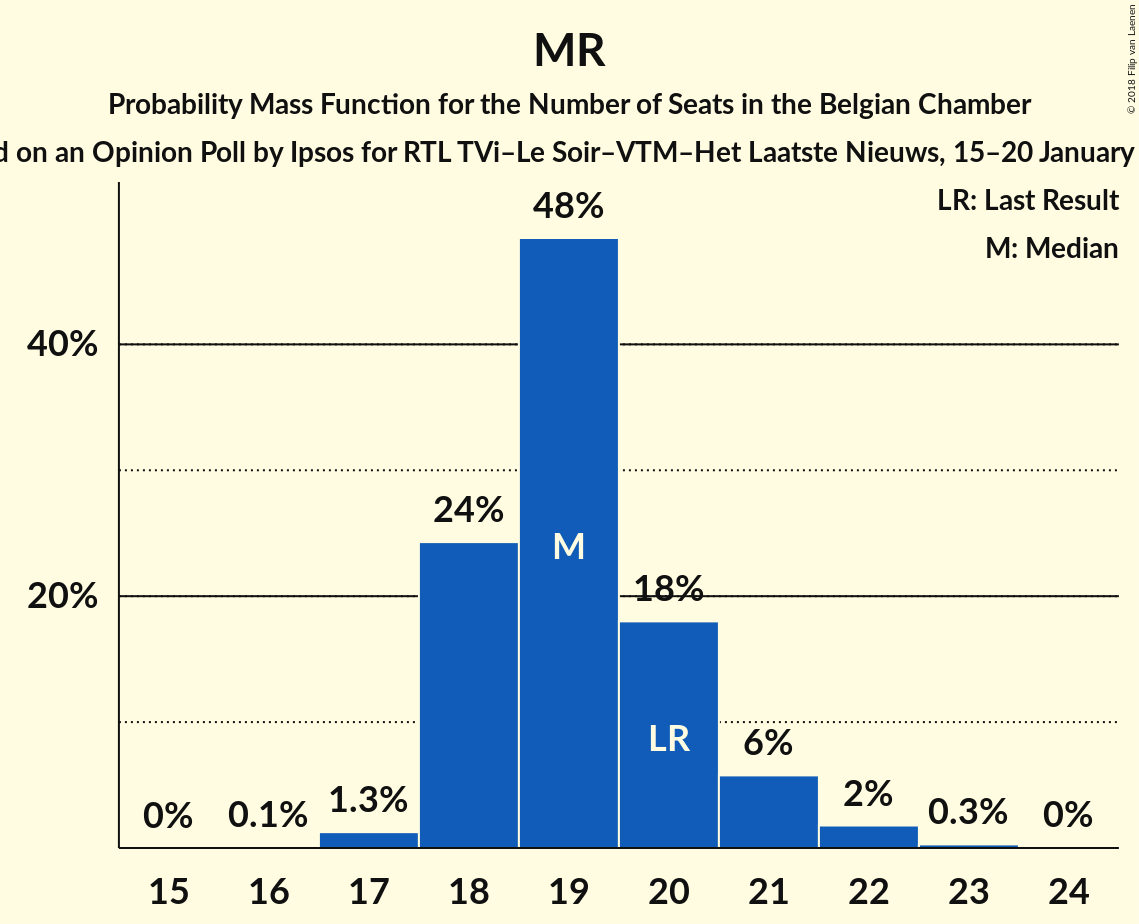 MR
Probability Mass Function for the Number of Seats in the Belgian Chamber
on an Opinion Poll by Ipsos for RTL TVi–Le Soir–VTM–Het Laatste Nieuws, 15–20 January
© 2018 Filip van Laenen
LR: Last Result
M: Median
48%
40%
24%
M
20%
18%
LR
6%
0%
0.1%
1.3%
2%
0.3%
0%
15 16 17 18 19 20 21 22 23 24